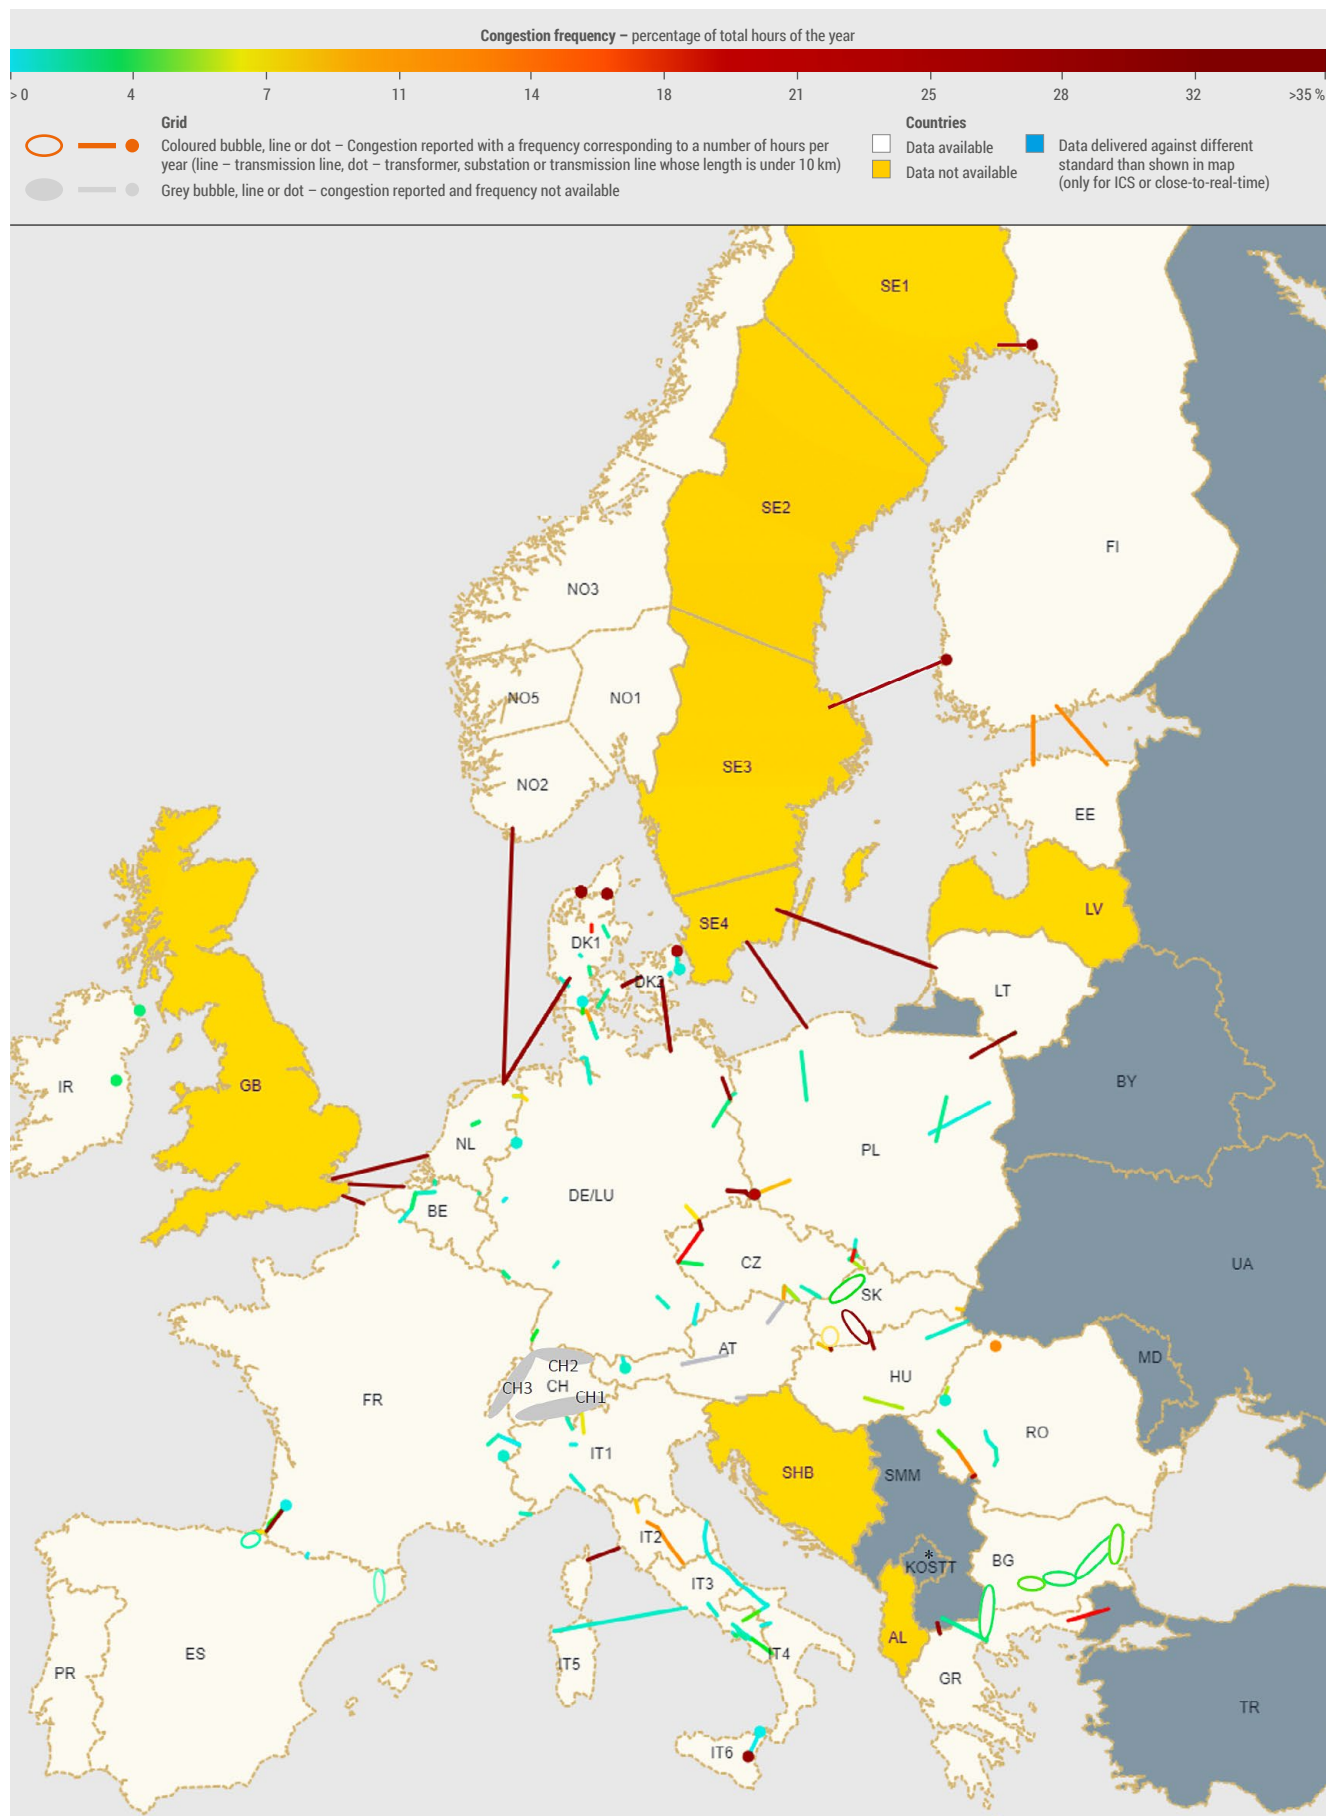 Congestion frequency – percentage of total hours of the year
> 0 4 7 11 14 18 21 25 28 32 >35 %
Grid
Coloured bubble, line or dot – Congestion reported with a frequency corresponding to a number of hours per
year (line – transmission line, dot – transformer, substation or transmission line whose length is under 10 km)
Grey bubble, line or dot – congestion reported and frequency not available
Countries
Data available
Data not available
Data delivered against different
standard than shown in map
(only for ICS or close-to-real-time)
SE1
SE2
FI
NO3
NO5
NO1
SE3
NO2
EE
LV
SE4
DK1
DK2
LT
IR
GB
BY
NL
PL
DE/LU
BE
CZ
UA
SK
AT
MD
CH2
CH
CH3
CH1
HU
FR
RO
IT1
SHB
SMM
IT2
*
KOSTT
BG
IT3
AL
IT4
ES
PR
IT5
GR
TR
IT6